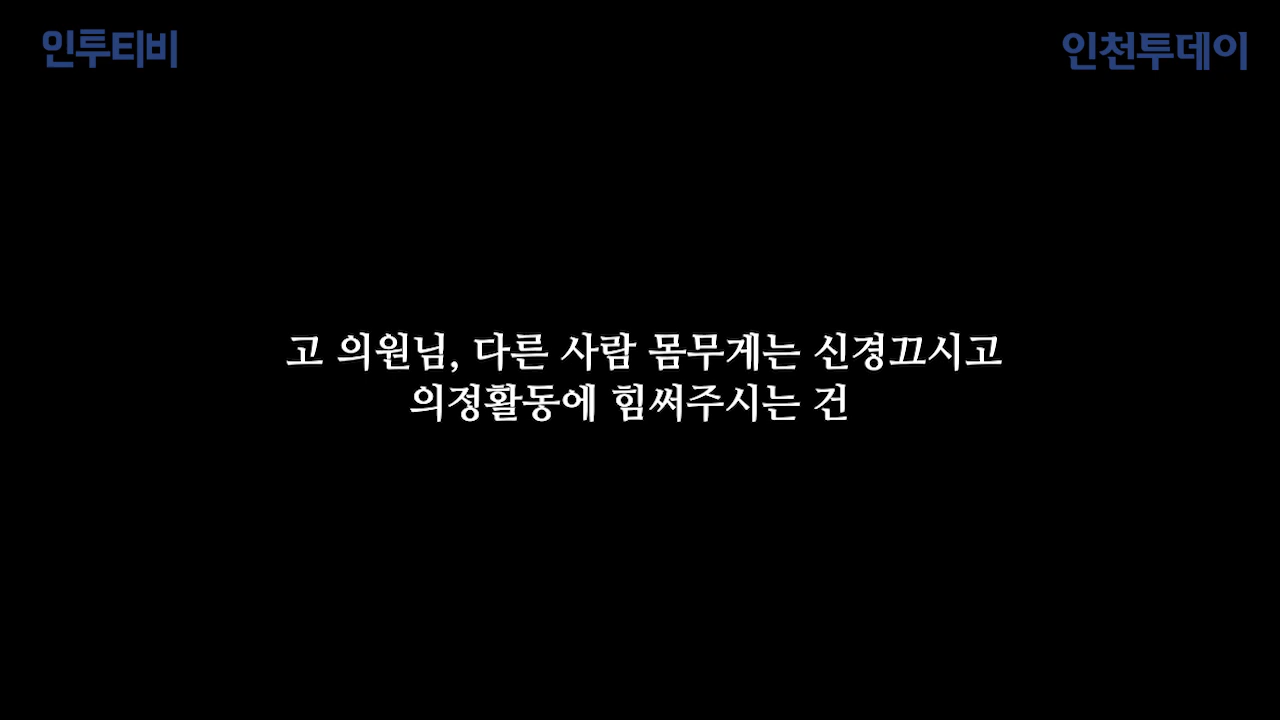 인투티비
인천투데이
고 의원님, 다른 사람 몸무게는 신경끄시고
의정활동에 힘써주시는 건